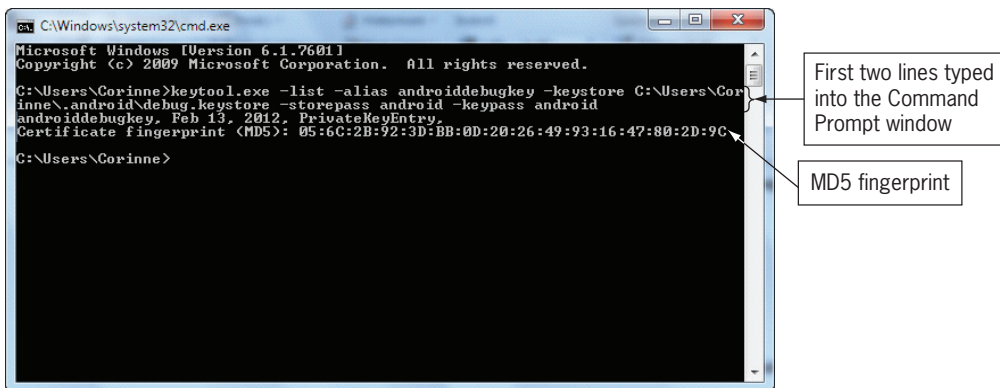 C:\Windows\system32\cmd.exe
Microsoft Windows [Version 6.1.7601]
Copyright (c) 2009 Microsoft Corporation.  All rights reserved.
C:\Users\Corinne>keytool.exe -list -alias androiddebugkey -keystore C:\Users\Cor
inne\.android\debug.keystore -storepass android -keypass android
androiddebugkey, Feb 13, 2012, PrivateKeyEntry,
Certificate fingerprint (MD5): 05:6C:2B:92:3D:BB:0D:20:26:49:93:16:47:80:2D:9C
C:\Users\Corinne>
First two lines typed
into the Command
Prompt window
MD5 fingerprint